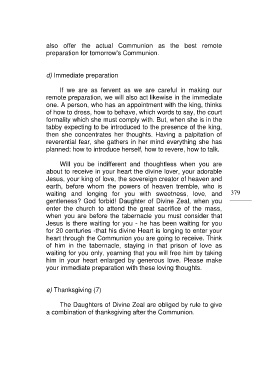 also offer the actual Communion as the best remote
preparation for tomorrow's Communion.
d) Immediate preparation
If we are as fervent as we are careful in making our
remote preparation, we will also act likewise in the immediate
one. A person, who has an appointment with the king, thinks
of how to dress, how to behave, which words to say, the court
formality which she must comply with. But, when she is in the
tabby expecting to be introduced to the presence of the king,
then she concentrates her thoughts. Having a palpitation of
reverential fear, she gathers in her mind everything she has
planned: how to introduce herself, how to revere, how to talk.
Will you be indifferent and thoughtless when you are
about to receive in your heart the divine lover, your adorable
Jesus, your king of love, the sovereign creator of heaven and
earth, before whom the powers of heaven tremble, who is
waiting and longing for you with sweetness, love, and
gentleness? God forbid! Daughter of Divine Zeal, when you
enter the church to attend the great sacrifice of the mass,
when you are before the tabernacle you must consider that
Jesus is there waiting for you - he has been waiting for you
for 20 centuries -that his divine Heart is longing to enter your
heart through the Communion you are going to receive. Think
of him in the tabernacle, staying in that prison of love as
waiting for you only, yearning that you will free him by taking
him in your heart enlarged by generous love. Please make
your immediate preparation with these loving thoughts.
379
e) Thanksgiving (7)
The Daughters of Divine Zeal are obliged by rule to give
a combination of thanksgiving after the Communion.